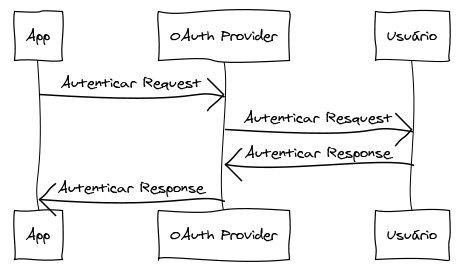 App
OAuth Provider
Usuário
Autenticar Request
Autenticar Resquest
Autenticar Response
Autenticar Response
App
OAuth Provider
Usuário